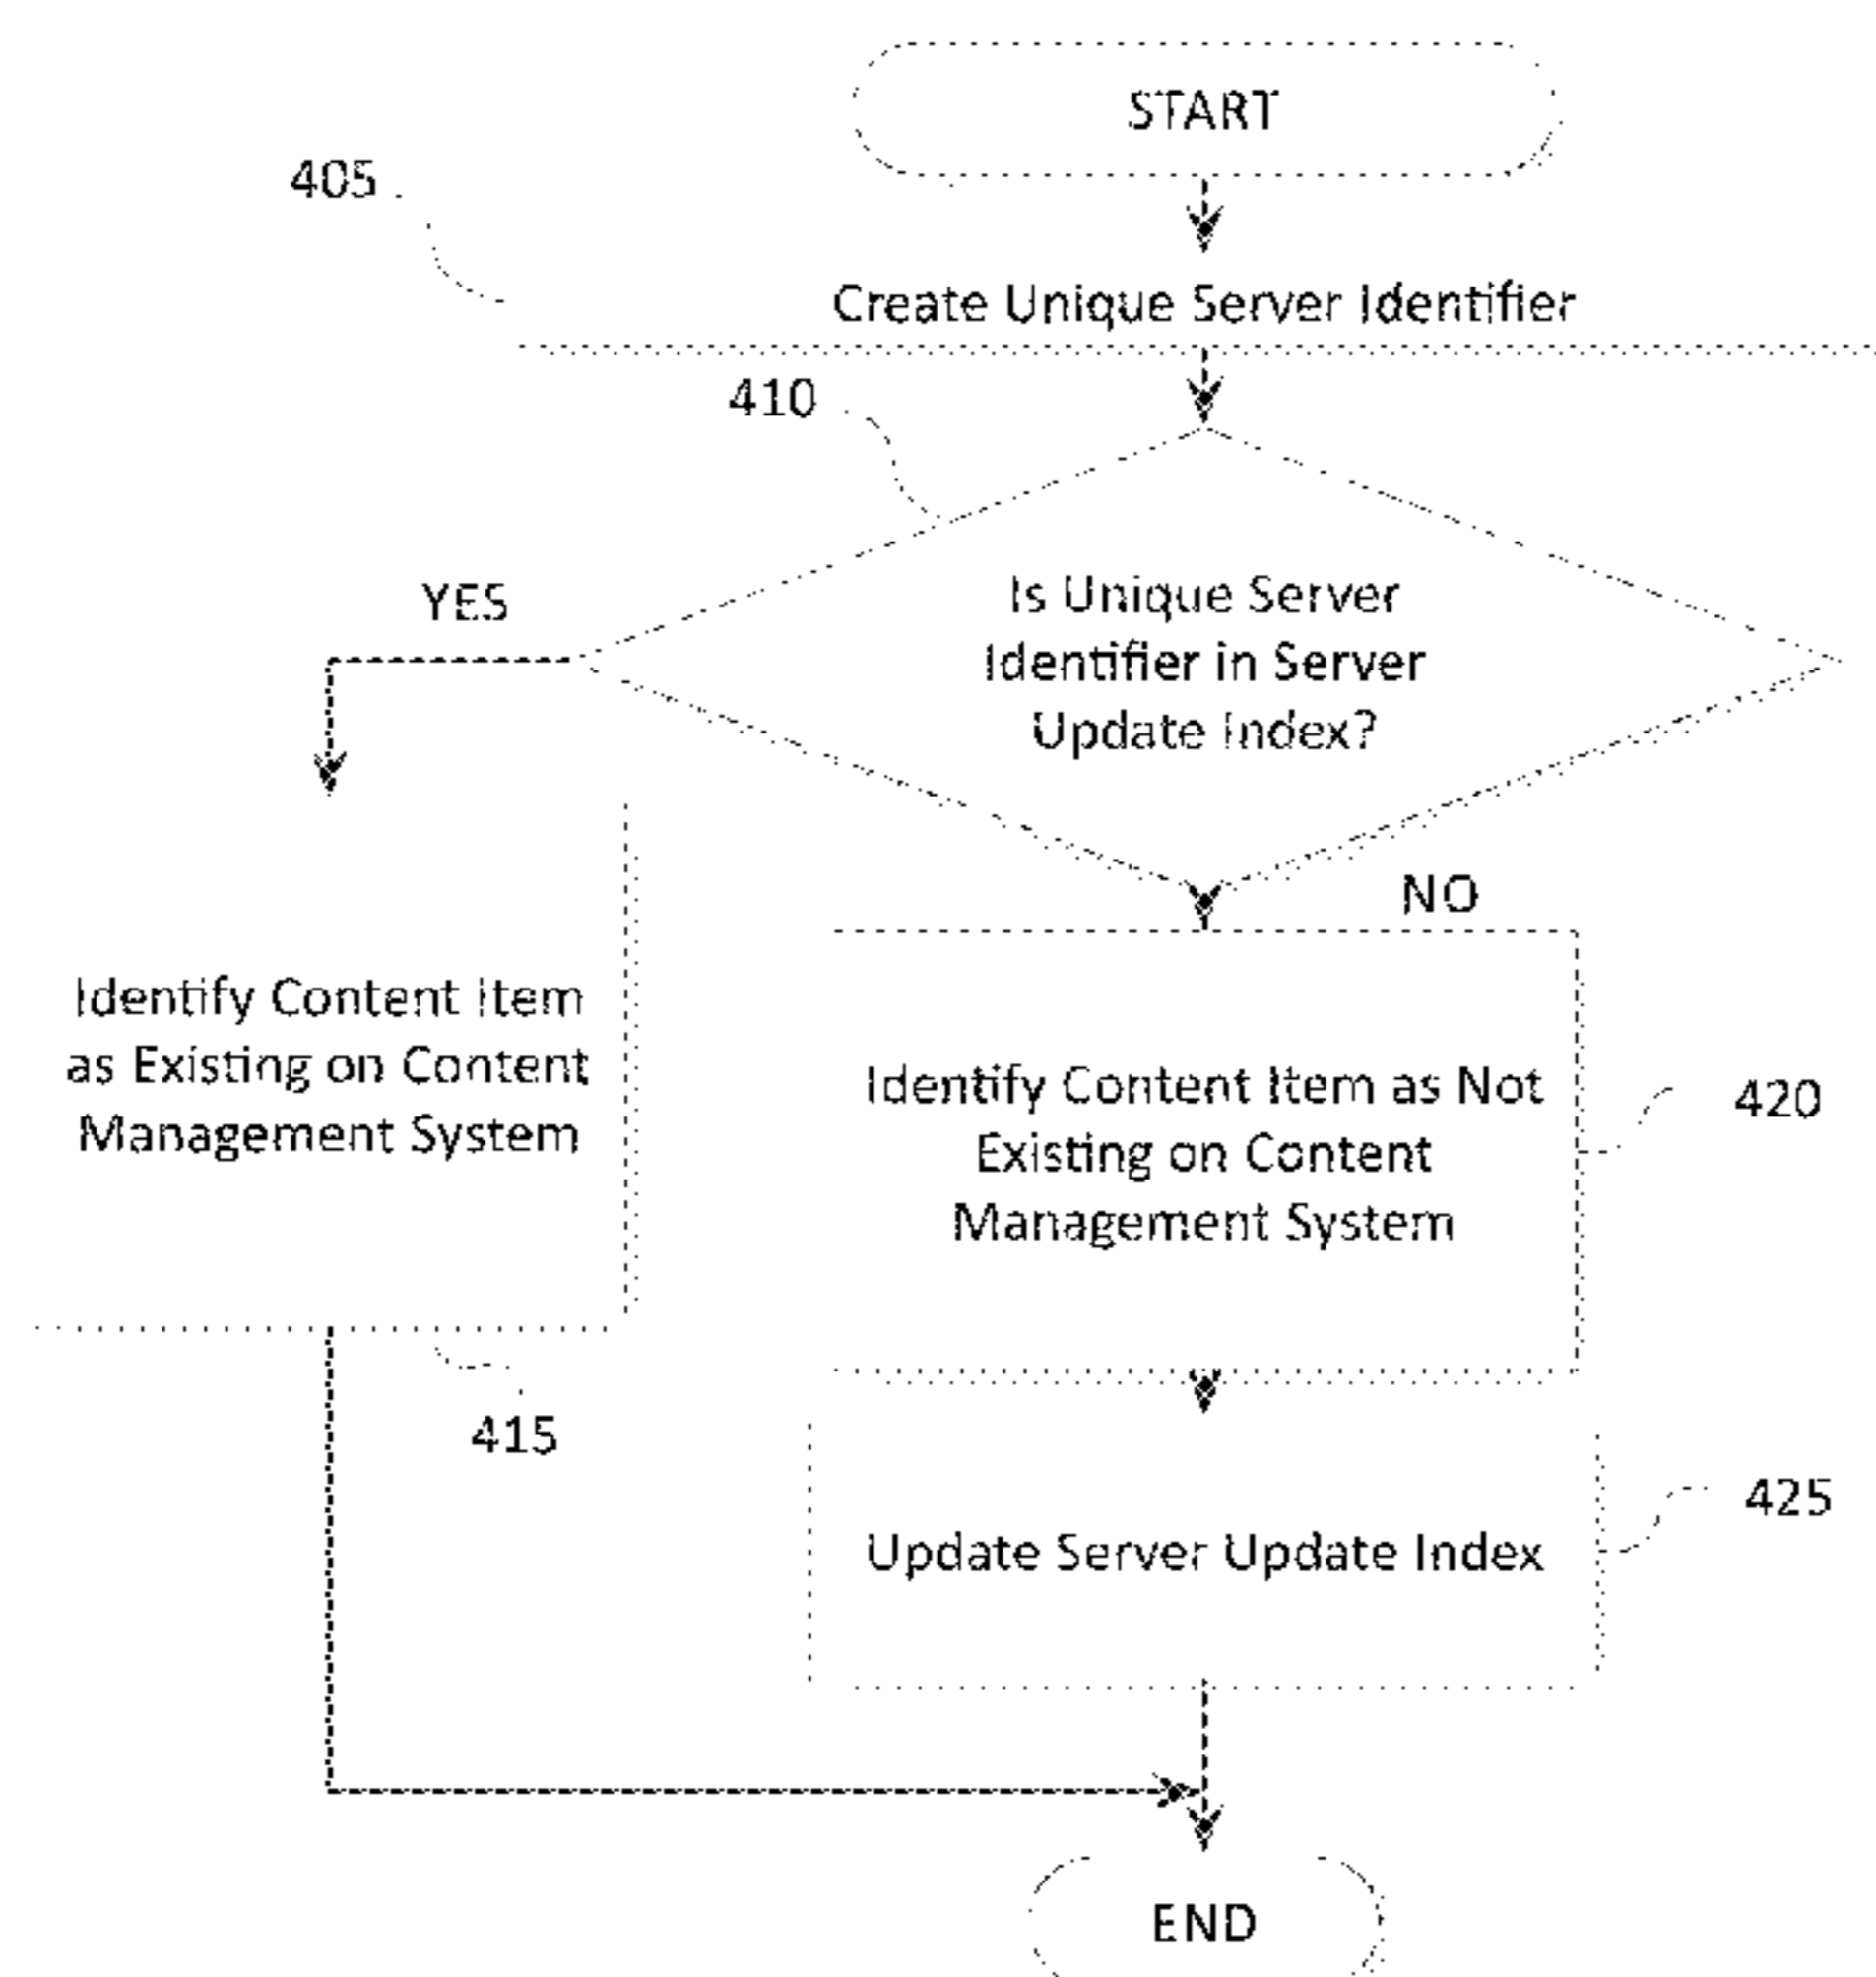 START
405
Create Unique Server Identifier
410
YES
Is Unique Server
Identifier in Server
Update Index?
NO
Identify Content Item
as Existing on Content
Management System
415
Identify Content Item as Not
Existing on Content
Management System
420
Update Server Update Index
425
END